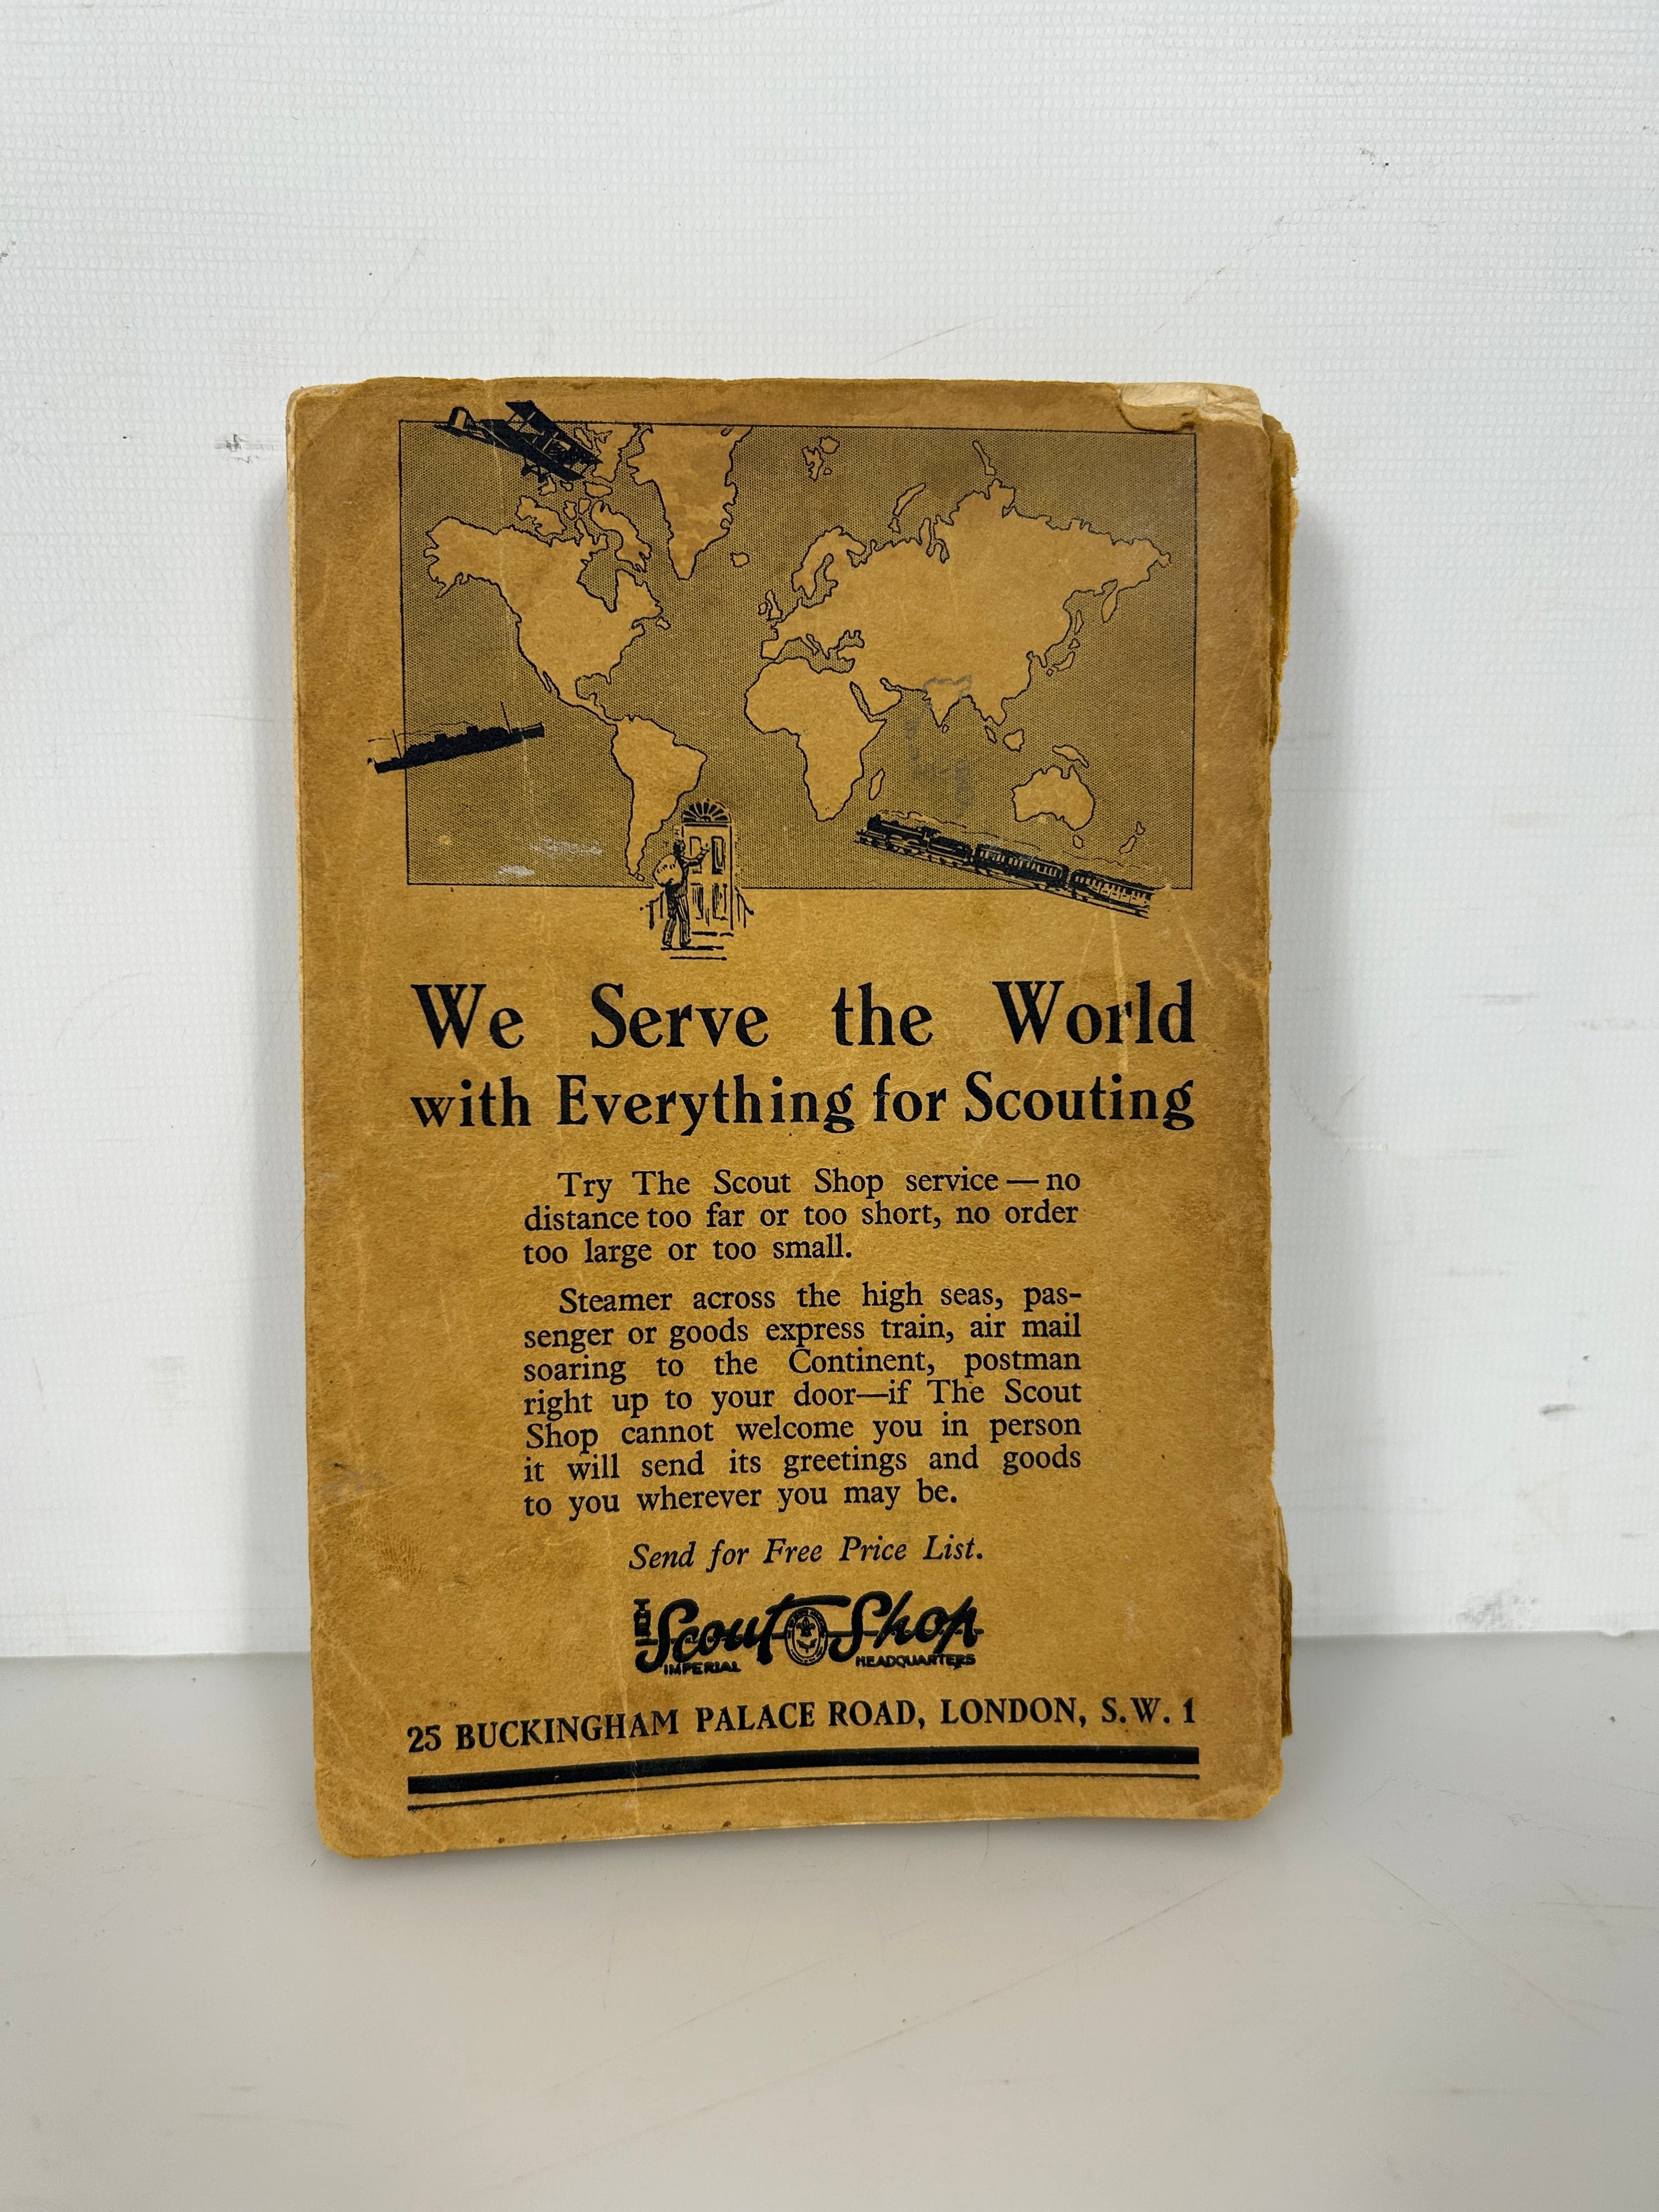 We Serve the World
with Everything for Scouting
Try The Scout Shop service — no
distance too far or too short, no order
too large or too small.
Steamer across the high seas, pas-
senger or goods express train, air mail
soaring to the Continent, postman
right up to your door—if The Scout
Shop cannot welcome you in person
it will send its greetings and goods
to you wherever you may be.
Send for Free Price List.
THE Scout Shop
IMPERIAL HEADQUARTERS
25 BUCKINGHAM PALACE ROAD, LONDON, S.W. 1